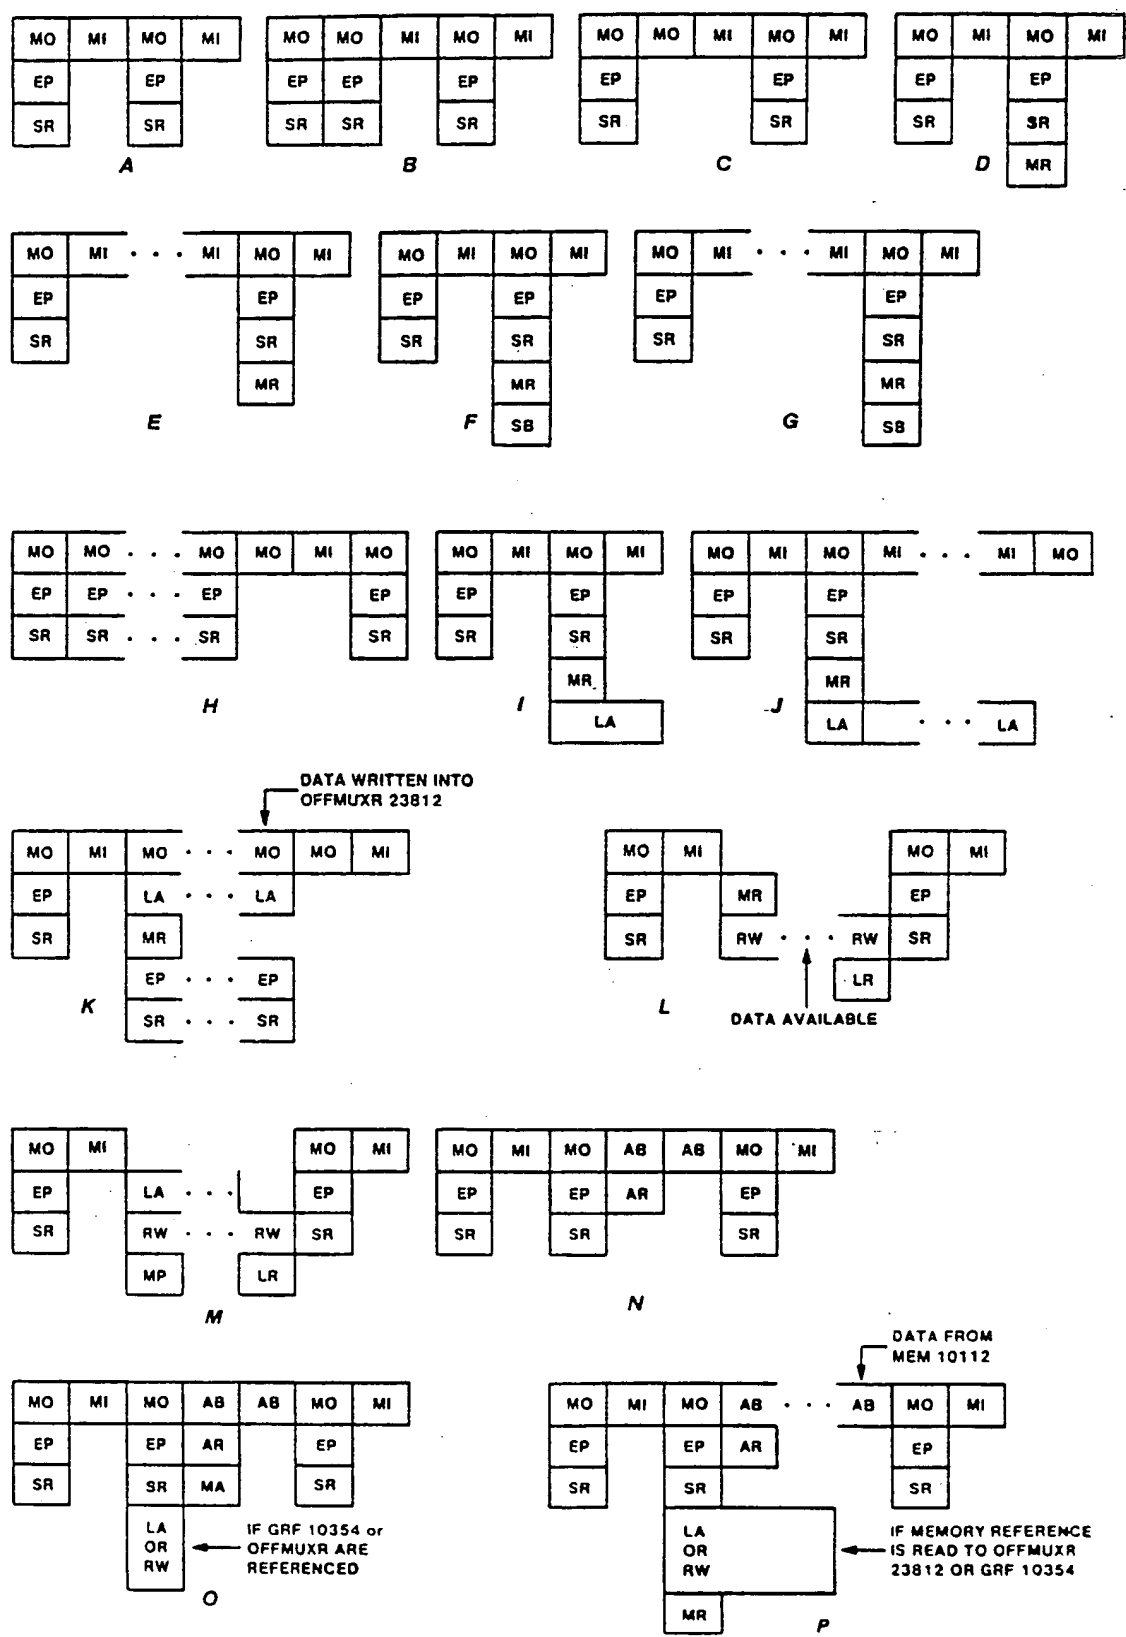 MO MI MO MI
EP EP
SR SR
A
MO MO MI MO MI
EP EP EP
SR SR SR
B
MO MO MI MO MI
EP EP
SR SR
C
MO MI MO MI
EP EP
SR SR
MR
D
MO MI . . . MI MO MI
EP EP
SR SR
MR
E
MO MI MO MI
EP EP
SR SR
MR
SB
F
MO MI . . . MI MO MI
EP EP
SR SR
MR
SB
G
MO MO . . . MO MO MI MO
EP EP . . . EP EP
SR SR . . . SR SR
H
MO MI MO MI
EP EP
SR SR
MR
LA
I
MO MI MO MI . . . MI MO
EP EP
SR SR
MR
LA . . . LA
J
DATA WRITTEN INTO
OFFMUXR 23812
MO MI MO . . . MO MO MI
EP LA . . . LA
SR MR
EP . . . EP
SR . . . SR
K
MO MI MO MI
EP MR EP
SR RW . . . RW SR
LR
DATA AVAILABLE
L
MO MI MO MI
EP LA . . . EP
SR RW . . . RW SR
MP LR
M
MO MI MO AB AB MO MI
EP EP AR EP
SR SR SR
N
MO MI MO AB AB MO MI
EP EP AR EP
SR SR MA SR
LA
OR
RW
IF GRF 10354 or
OFFMUXR ARE
REFERENCED
O
DATA FROM
MEM 10112
MO MI MO AB . . . AB MO MI
EP EP AR EP
SR SR SR
LA
OR
RW
MR
IF MEMORY REFERENCE
IS READ TO OFFMUXR
23812 OR GRF 10354
P